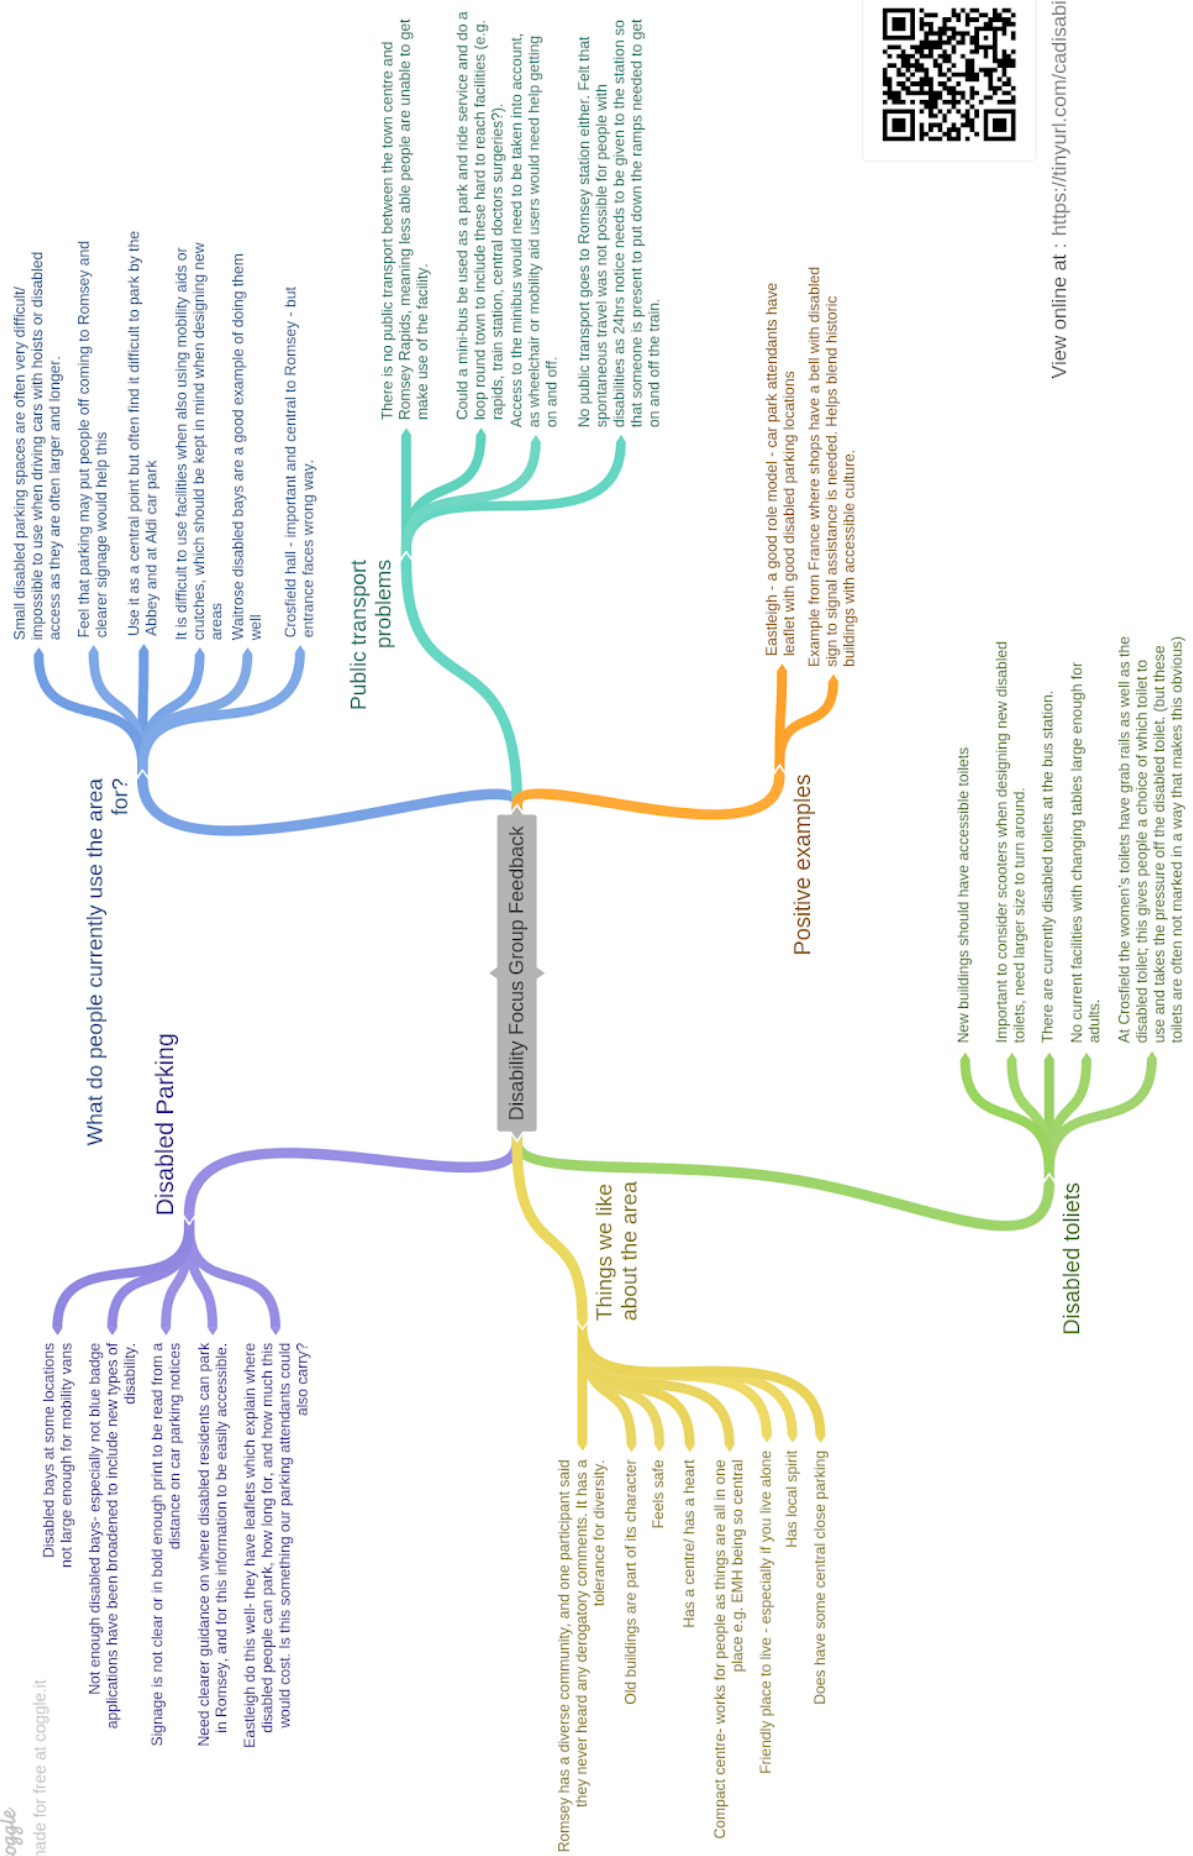 oggle
made for free at coggle.it
Disability Focus Group Feedback
Disabled Parking
Disabled bays at some locations
not large enough for mobility vans
Not enough disabled bays- especially not blue badge
applications have been broadened to include new types of
disability.
Signage is not clear or in bold enough print to be read from a
distance on car parking notices
Need clearer guidance on where disabled residents can park
in Romsey, and for this information to be easily accessible.
Eastleigh do this well- they have leaflets which explain where
disabled people can park, how long for, and how much this
would cost. Is this something our parking attendants could
also carry?
Things we like
about the area
Romsey has a diverse community, and one participant said
they never heard any derogatory comments. It has a
tolerance for diversity.
Old buildings are part of its character
Feels safe
Has a centre/ has a heart
Compact centre- works for people as things are all in one
place e.g. EMH being so central
Friendly place to live - especially if you live alone
Has local spirit
Does have some central close parking
What do people currently use the area
for?
Small disabled parking spaces are often very difficult/
impossible to use when driving cars with hoists or disabled
access as they are often larger and longer.
Feel that parking may put people off coming to Romsey and
clearer signage would help this
Use it as a central point but often find it difficult to park by the
Abbey and at Aldi car park
It is difficult to use facilities when also using mobility aids or
crutches, which should be kept in mind when designing new
areas
Waitrose disabled bays are a good example of doing them
well
Crosfield hall - important and central to Romsey - but
entrance faces wrong way.
Public transport
problems
There is no public transport between the town centre and
Romsey Rapids, meaning less able people are unable to get
make use of the facility.
Could a mini-bus be used as a park and ride service and do a
loop round town to include these hard to reach facilities (e.g.
rapids, train station, central doctors surgeries?).
Access to the minibus would need to be taken into account,
as wheelchair or mobility aid users would need help getting
on and off.
No public transport goes to Romsey station either. Felt that
spontaneous travel was not possible for people with
disabilities as 24hrs notice needs to be given to the station so
that someone is present to put down the ramps needed to get
on and off the train.
Positive examples
Eastleigh - a good role model - car park attendants have
leaflet with good disabled parking locations
Example from France where shops have a bell with disabled
sign to signal assistance is needed. Helps blend historic
buildings with accessible culture.
Disabled toliets
New buildings should have accessible toilets
Important to consider scooters when designing new disabled
toilets, need larger size to turn around.
There are currently disabled toilets at the bus station.
No current facilities with changing tables large enough for
adults.
At Crosfield the women's toilets have grab rails as well as the
disabled toilet; this gives people a choice of which toilet to
use and takes the pressure off the disabled toilet. (but these
toilets are often not marked in a way that makes this obvious)
View online at : https://tinyurl.com/cadisabi